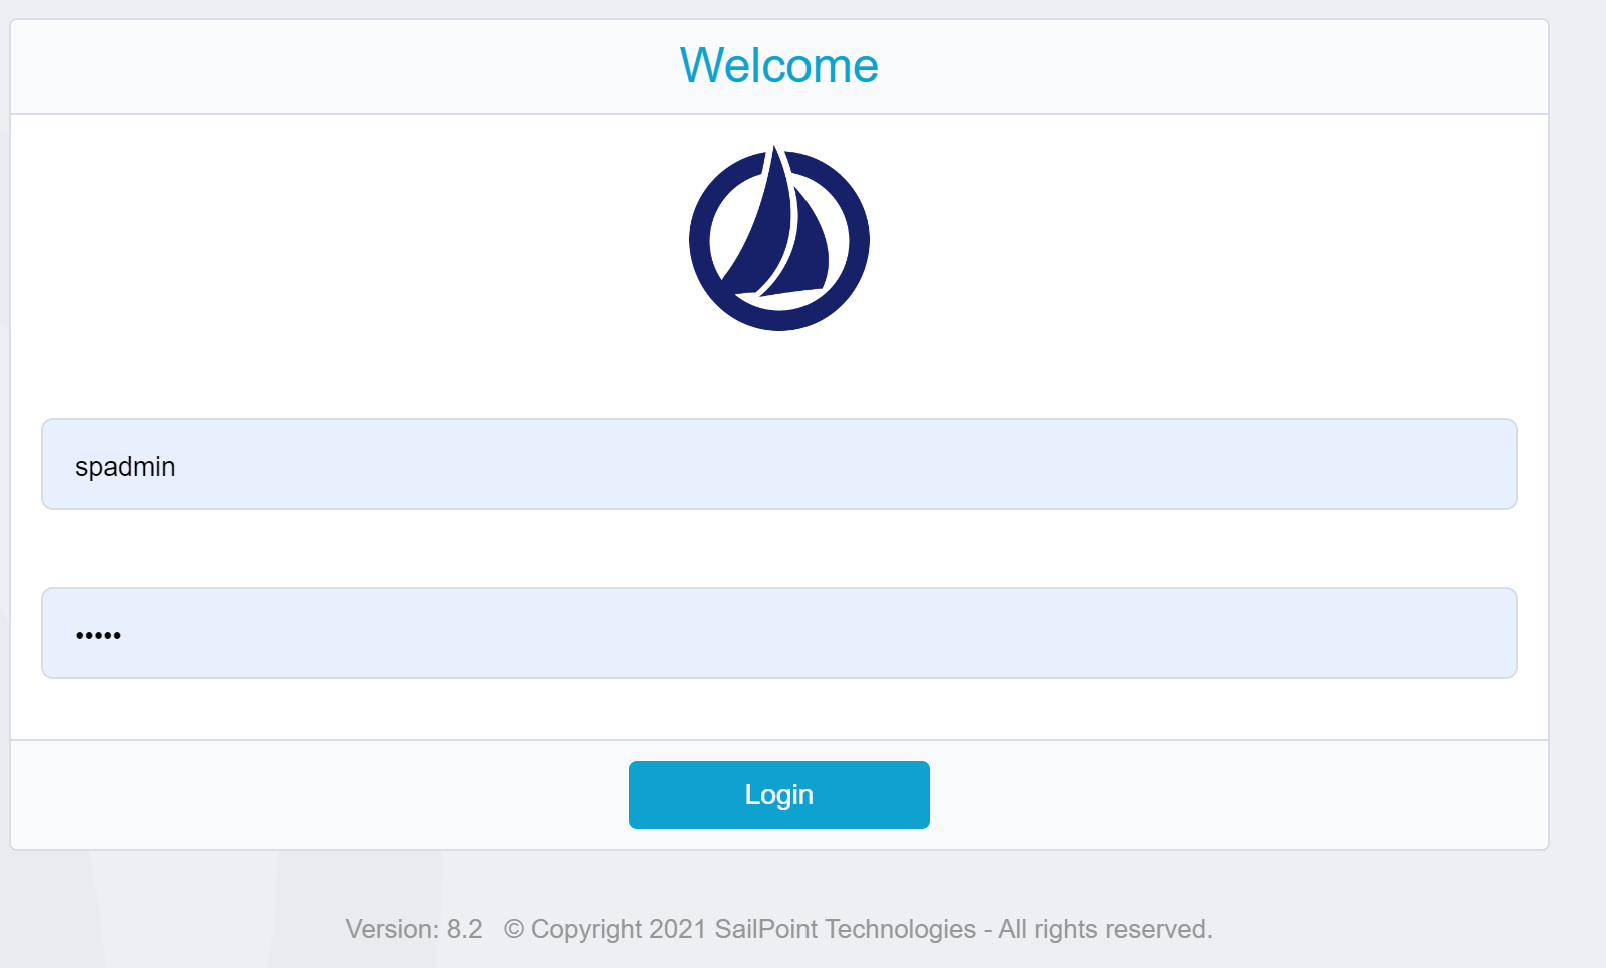 Welcome
spadmin
•••••
Login
Version: 8.2 © Copyright 2021 SailPoint Technologies - All rights reserved.